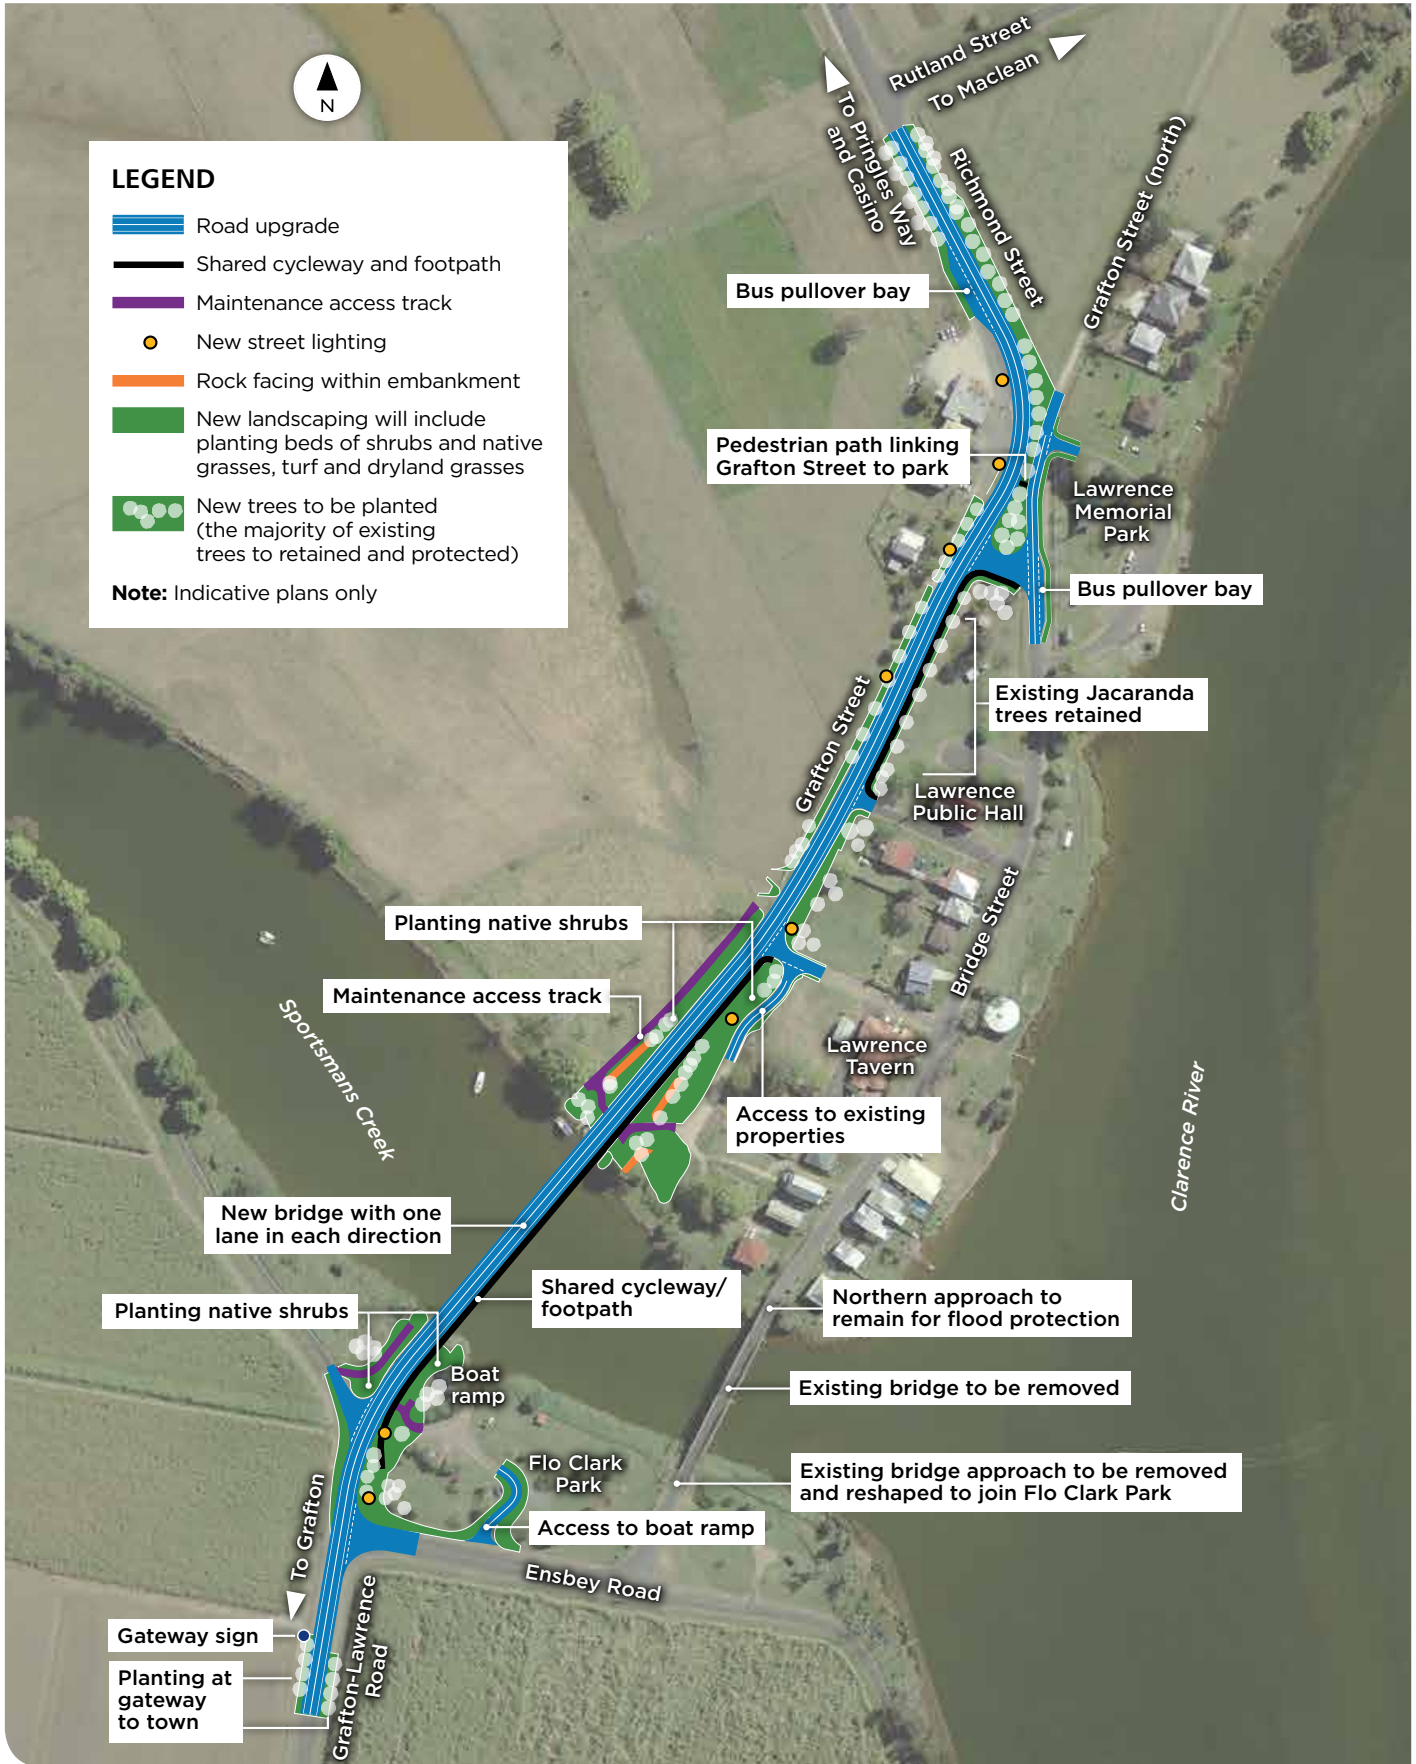 Rutland Street
To Maclean
To Pringles Way
and Casino
N
LEGEND
Road upgrade
Shared cycleway and footpath
Maintenance access track
New street lighting
Rock facing within embankment
New landscaping will include
planting beds of shrubs and native
grasses, turf and dryland grasses
New trees to be planted
(the majority of existing
trees to retained and protected)
Note: Indicative plans only
Richmond Street
Grafton Street (north)
Bus pullover bay
Pedestrian path linking
Grafton Street to park
Lawrence
Memorial
Park
Bus pullover bay
Existing Jacaranda
trees retained
Grafton Street
Lawrence
Public Hall
Bridge Street
Planting native shrubs
Maintenance access track
Sportsmans Creek
Lawrence
Tavern
Access to existing
properties
Clarence River
New bridge with one
lane in each direction
Shared cycleway/
footpath
Northern approach to
remain for flood protection
Planting native shrubs
Boat
ramp
Existing bridge to be removed
Flo Clark
Park
Existing bridge approach to be removed
and reshaped to join Flo Clark Park
To Grafton
Access to boat ramp
Ensbey Road
Grafton-Lawrence
Road
Gateway sign
Planting at
gateway
to town